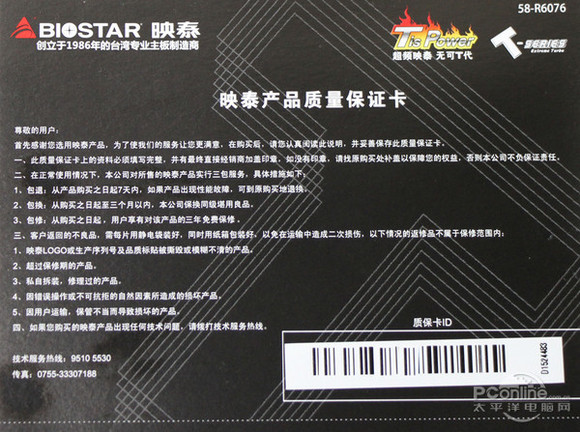 58-R6076
BIOSTAR 映泰
创立于1986年的台湾专业主板制造商
T is Power
超频映泰 无可T代
T-SERIES
Extreme Turbo
映泰产品质量保证卡
尊敬的用户:
首先感谢您选用映泰产品，为了使我们的服务让您更满意，在购买后，请您认真阅读此说明，并妥善保存此质量保证卡。
一、此质量保证卡上的资料必须填写完整，并有最终直接经销商加盖印章。如没有印章，请找原购买处补盖以保障您的权益，否则本公司不负保证责任。
二、在正常使用情况下，本公司对所售的映泰产品实行三包服务，具体措施如下:
1、包退: 从产品购买之日起7天内，如果产品出现性能故障，可到原购买地退换。
2、包换: 从购买之日起至三个月以内，本公司保换同级堪用良品。
3、包修: 从购买之日起，用户享有对该产品的三年免费保修。
三、客户返回的不良品，需每片用静电袋装好，同时用纸箱包装好，以免在运输中造成二次损伤，以下情况的返修品不属于保修范围内:
1、映泰LOGO或生产序列号及品质标贴被撕毁或模糊不清的产品。
2、超过保修期的产品。
3、私自拆装，修理过的产品。
4、因错误操作或不可抗拒的自然因素所造成的损坏产品。
5、因用户运输，保管不当而导致损坏的产品。
四、如果您购买的映泰产品出现任何技术问题，请拨打技术服务热线。
质保卡ID
D1524483
技术服务热线: 9510 5530
传真: 0755-33307188
PConline
太平洋电脑网